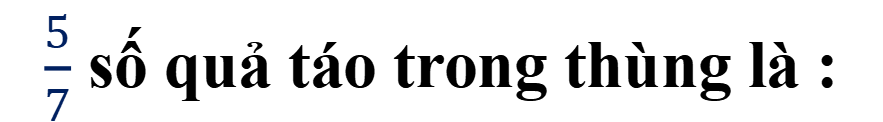 5/7 số quả táo trong thùng là :